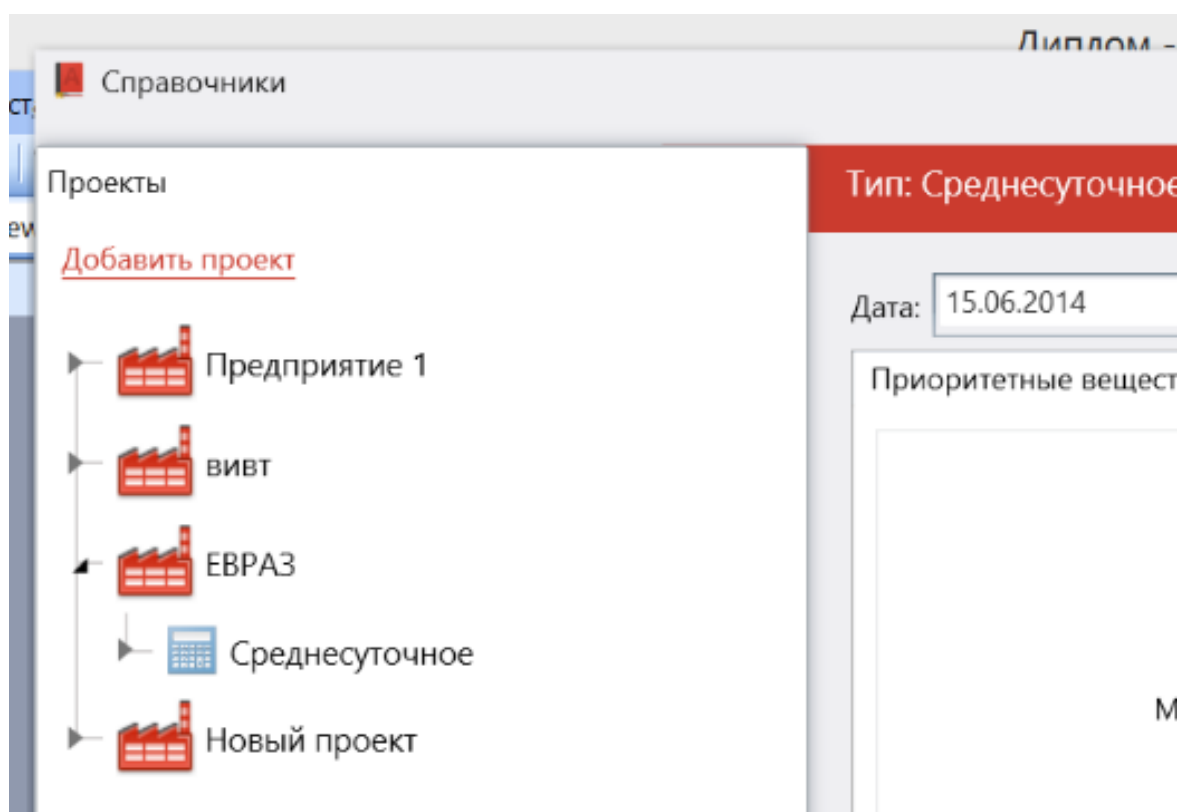 Диплом -
Справочники
Проекты
Тип: Среднесуточное
Добавить проект
Дата: 15.06.2014
Предприятие 1
Приоритетные вещест
вивт
ЕВРАЗ
Среднесуточное
Новый проект